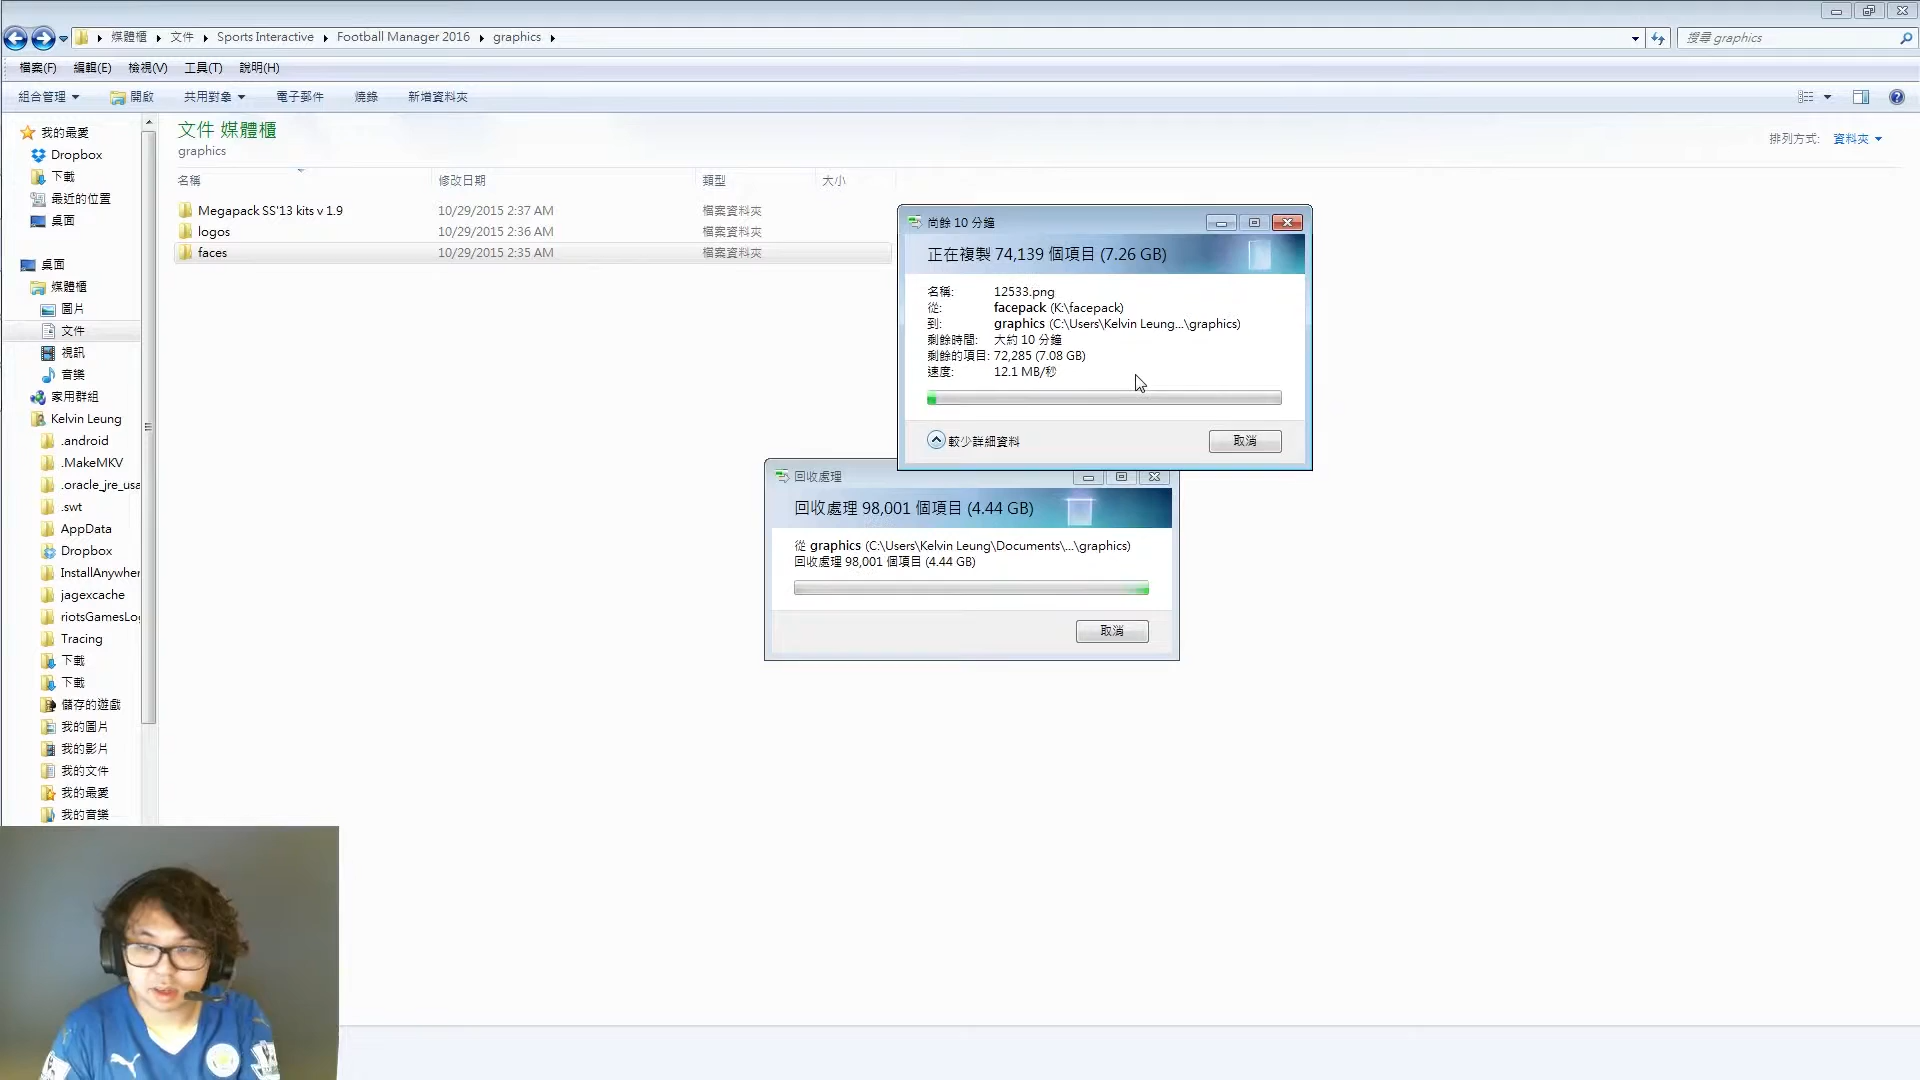 媒體櫃 ▸ 文件 ▸ Sports Interactive ▸ Football Manager 2016 ▸ graphics ▸
搜尋 graphics
檔案(F) 編輯(E) 檢視(V) 工具(T) 說明(H)
組合管理 開啟 共用對象 電子郵件 燒錄 新增資料夾
我的最愛
Dropbox
下載
最近的位置
桌面
桌面
媒體櫃
圖片
文件
視訊
音樂
家用群組
Kelvin Leung
.android
.MakeMKV
.oracle_jre_usa
.swt
AppData
Dropbox
InstallAnywher
jagexcache
riotsGamesLog
Tracing
下載
下載
儲存的遊戲
我的圖片
我的影片
我的文件
我的最愛
我的音樂
文件 媒體櫃
graphics
排列方式: 資料夾
名稱 修改日期 類型 大小
Megapack SS'13 kits v 1.9 10/29/2015 2:37 AM 檔案資料夾
logos 10/29/2015 2:36 AM 檔案資料夾
faces 10/29/2015 2:35 AM 檔案資料夾
尚餘 10 分鐘
正在複製 74,139 個項目 (7.26 GB)
名稱: 12533.png
從: facepack (K:\facepack)
到: graphics (C:\Users\Kelvin Leung...\graphics)
剩餘時間: 大約 10 分鐘
剩餘的項目: 72,285 (7.08 GB)
速度: 12.1 MB/秒
較少詳細資料 取消
回收處理
回收處理 98,001 個項目 (4.44 GB)
從 graphics (C:\Users\Kelvin Leung\Documents\...\graphics)
回收處理 98,001 個項目 (4.44 GB)
取消